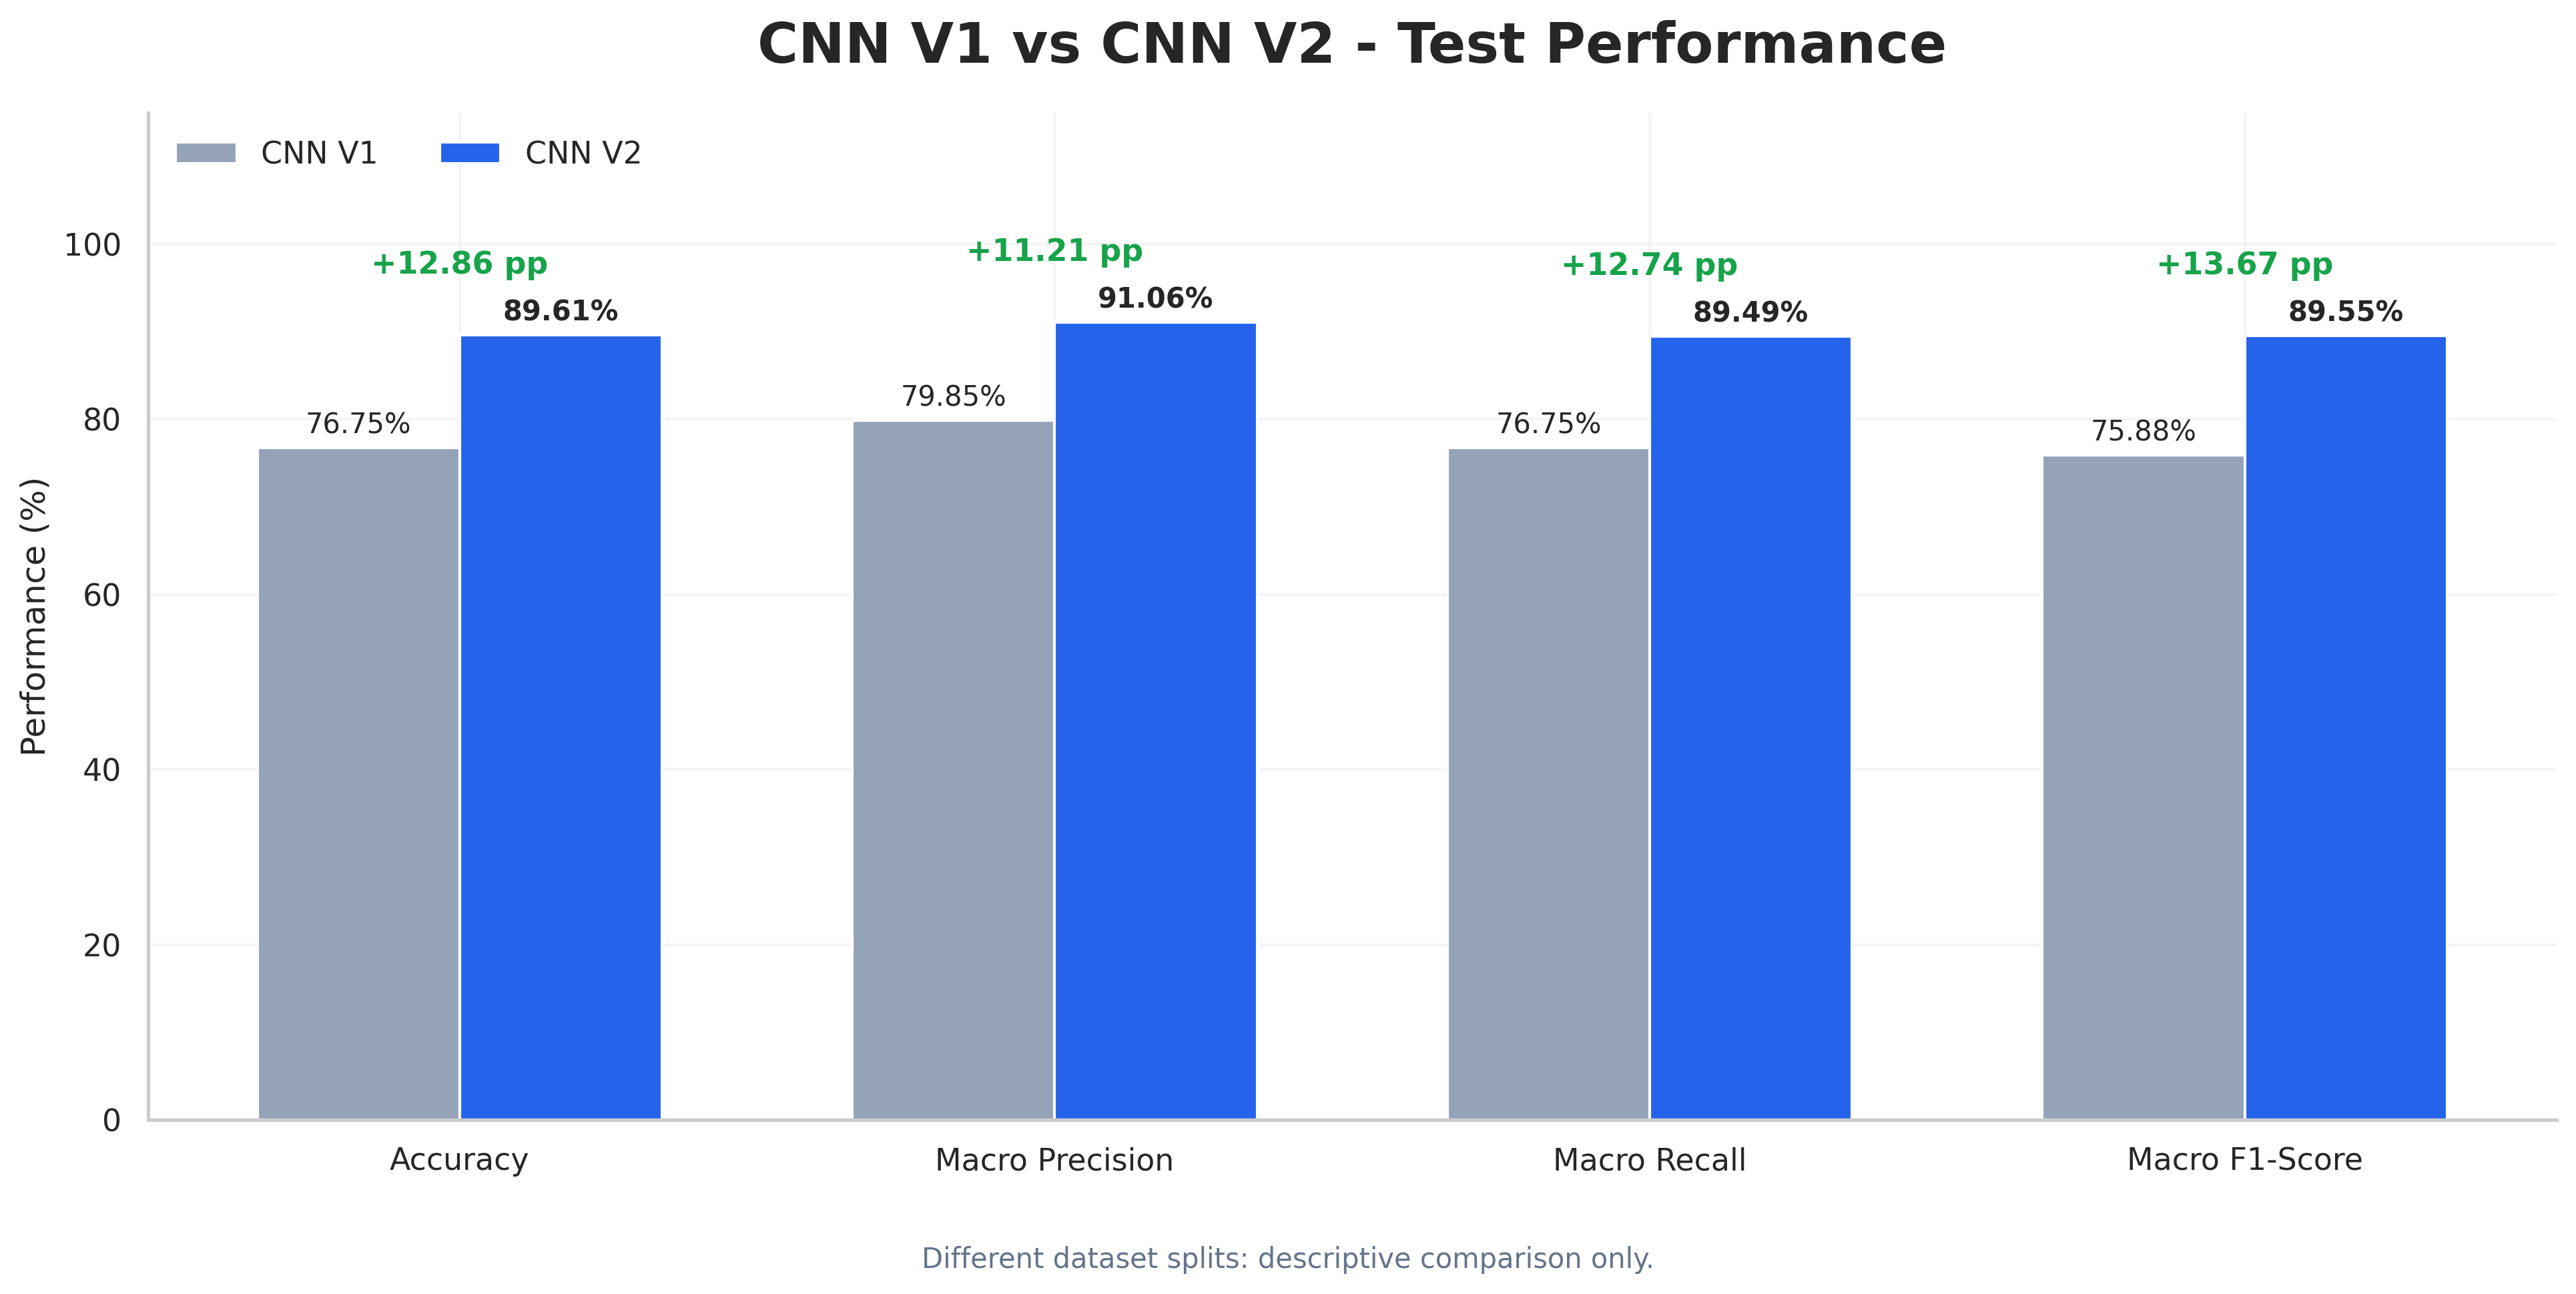 CNN V1 vs CNN V2 - Test Performance
CNN V1
CNN V2
Performance (%)
100
80
60
40
20
0
+12.86 pp
76.75%
89.61%
+11.21 pp
79.85%
91.06%
+12.74 pp
76.75%
89.49%
+13.67 pp
75.88%
89.55%
Accuracy
Macro Precision
Macro Recall
Macro F1-Score
Different dataset splits: descriptive comparison only.